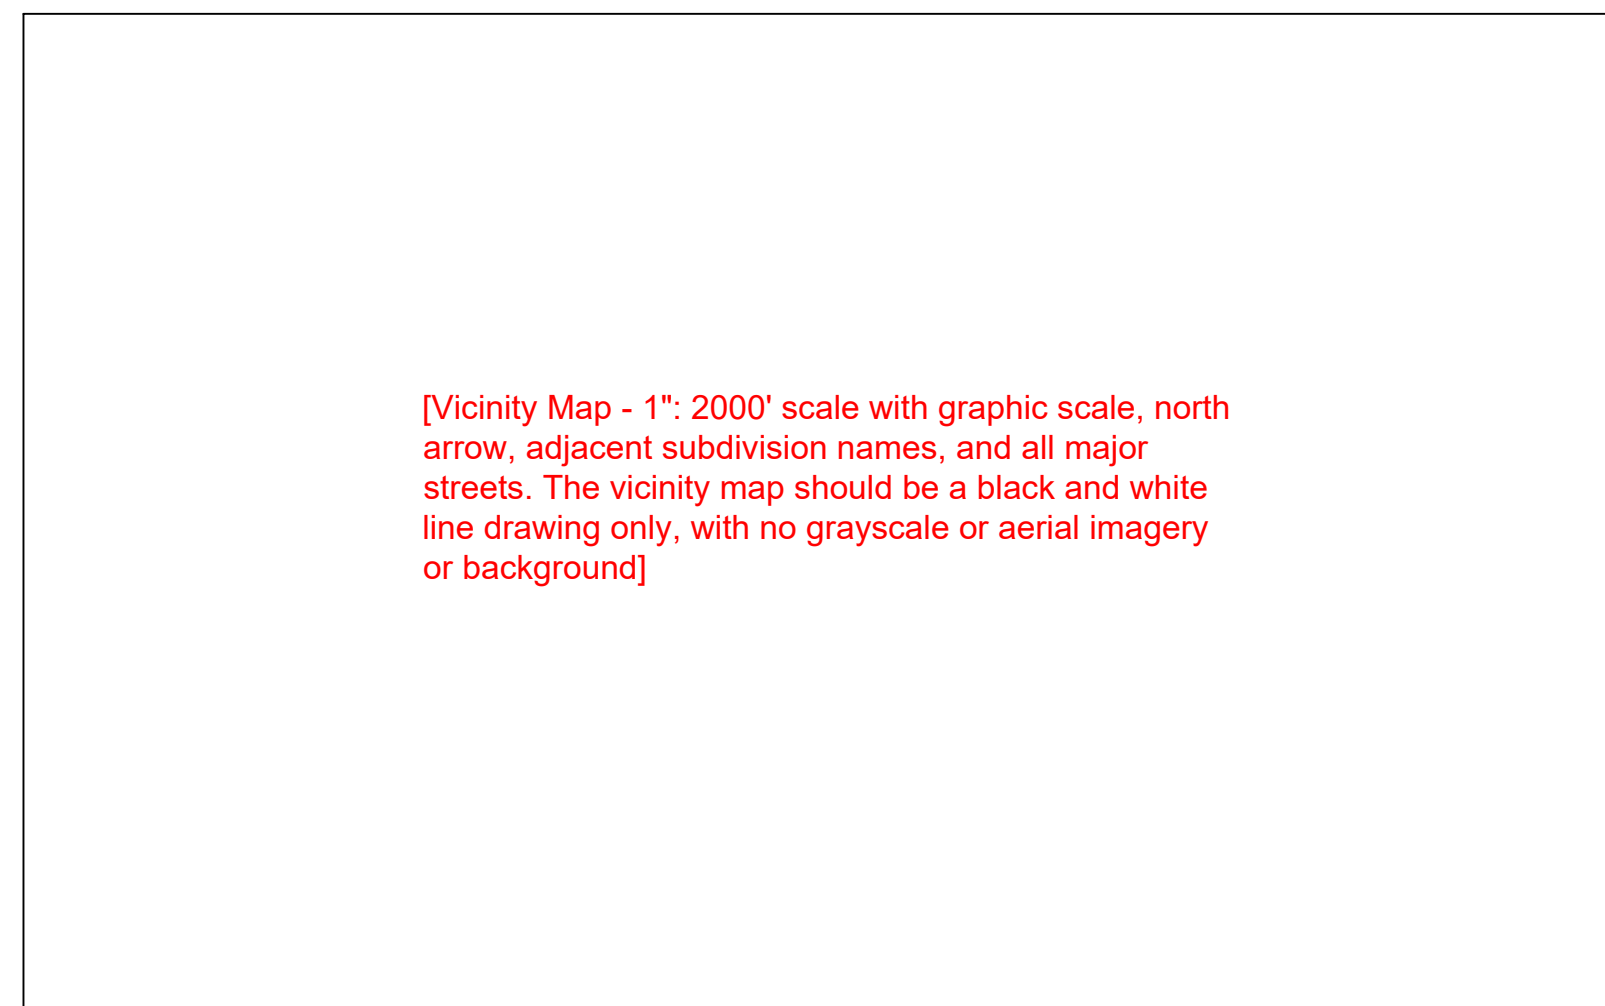 [Vicinity Map - 1": 2000' scale with graphic scale, north
arrow, adjacent subdivision names, and all major
streets. The vicinity map should be a black and white
line drawing only, with no grayscale or aerial imagery
or background]